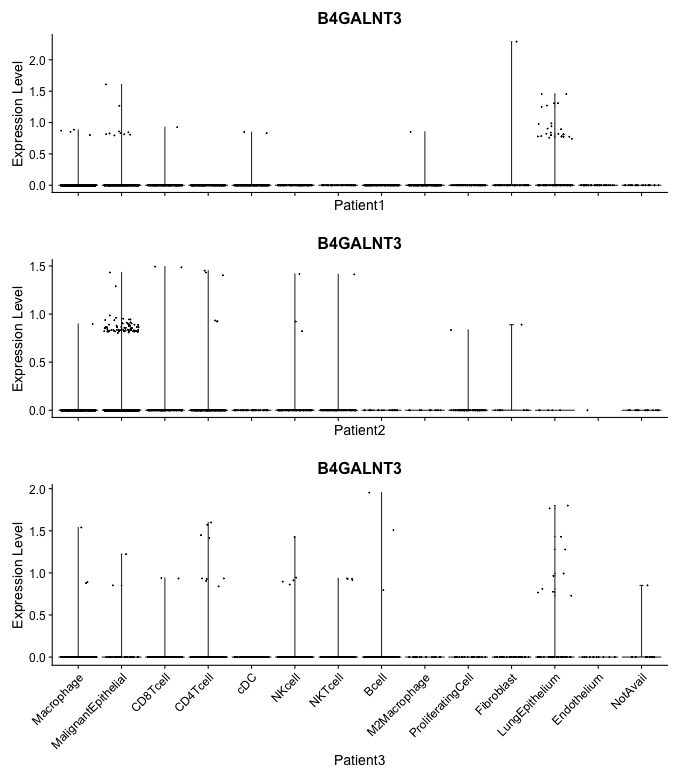 B4GALNT3
Expression Level
2.0
1.5
1.0
0.5
0.0
Patient1
B4GALNT3
Expression Level
1.5
1.0
0.5
0.0
Patient2
B4GALNT3
Expression Level
2.0
1.5
1.0
0.5
0.0
Macrophage
MalignantEpithelial
CD8Tcell
CD4Tcell
cDC
NKcell
NKTcell
Bcell
M2Macrophage
ProliferatingCell
Fibroblast
LungEpithelium
Endothelium
NotAvail
Patient3